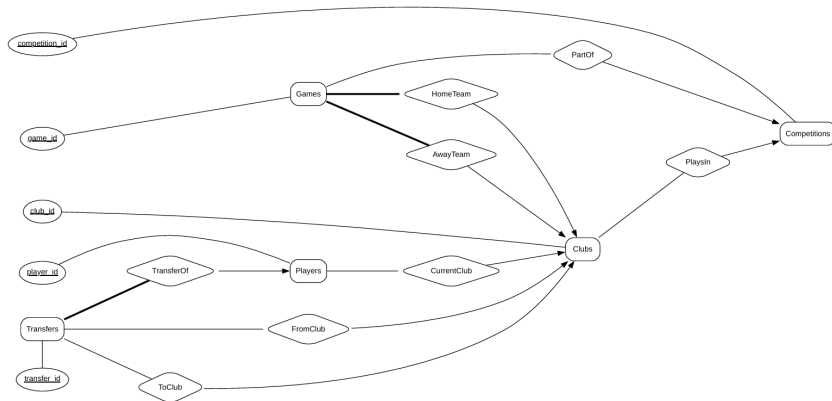 competition_id
PartOf
Games
HomeTeam
Competitions
game_id
AwayTeam
PlaysIn
club_id
Clubs
player_id
TransferOf
Players
CurrentClub
Transfers
FromClub
transfer_id
ToClub